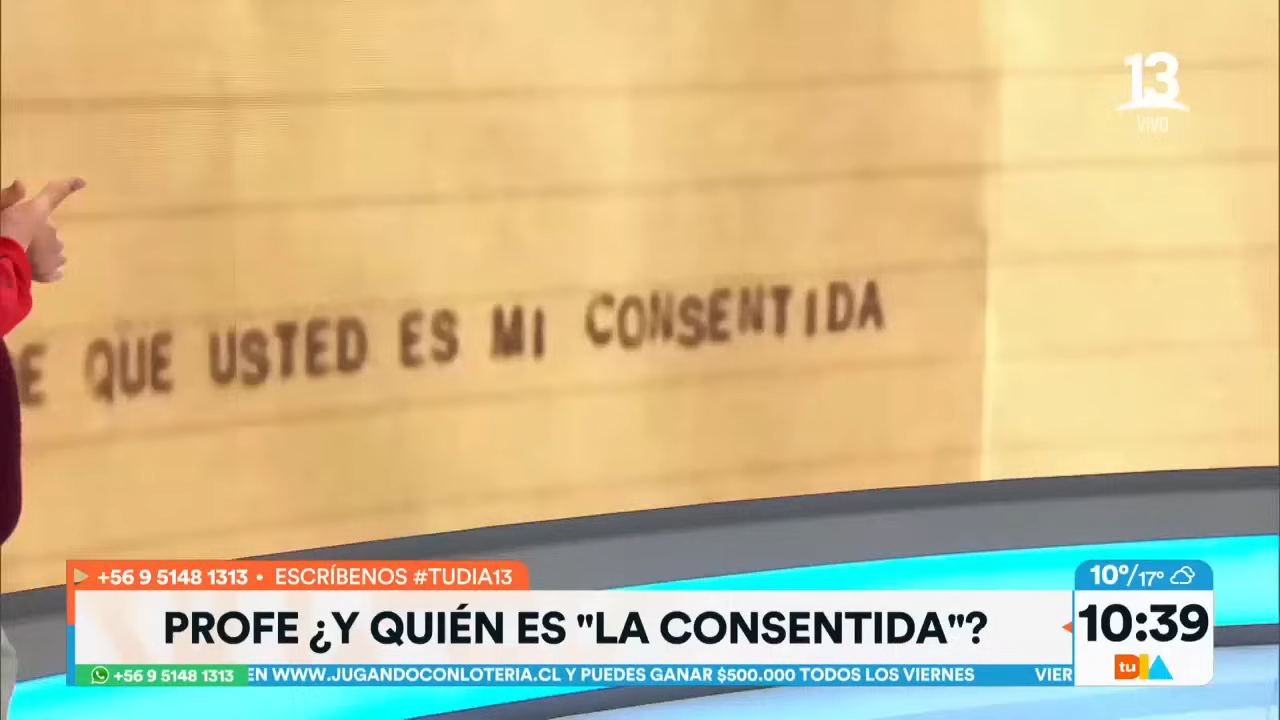 13
VIVO
E QUE USTED ES MI CONSENTIDA
+56 9 5148 1313 • ESCRÍBENOS #TUDIA13
10°/17°
PROFE ¿Y QUIÉN ES "LA CONSENTIDA"?
10:39
tu DIA
+56 9 5148 1313 EN WWW.JUGANDOCONLOTERIA.CL Y PUEDES GANAR $500.000 TODOS LOS VIERNES VIER